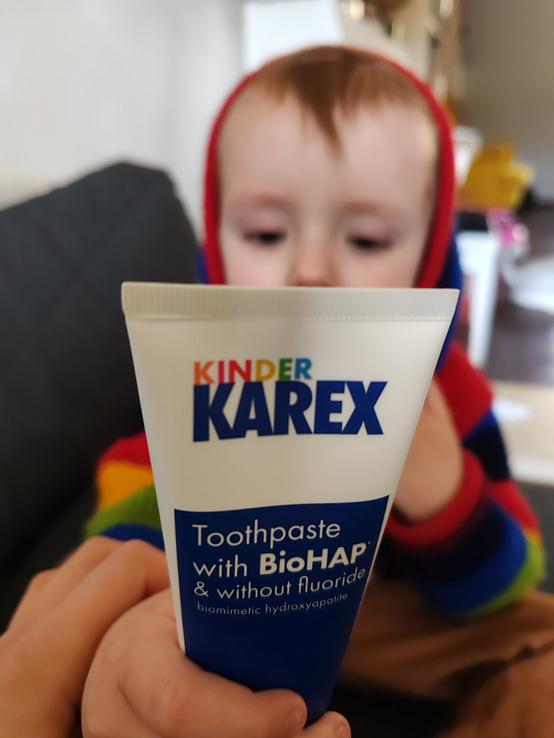 KINDER
KAREX
Toothpaste
with BioHAP*
& without fluoride
biomimetic hydroxyapatite